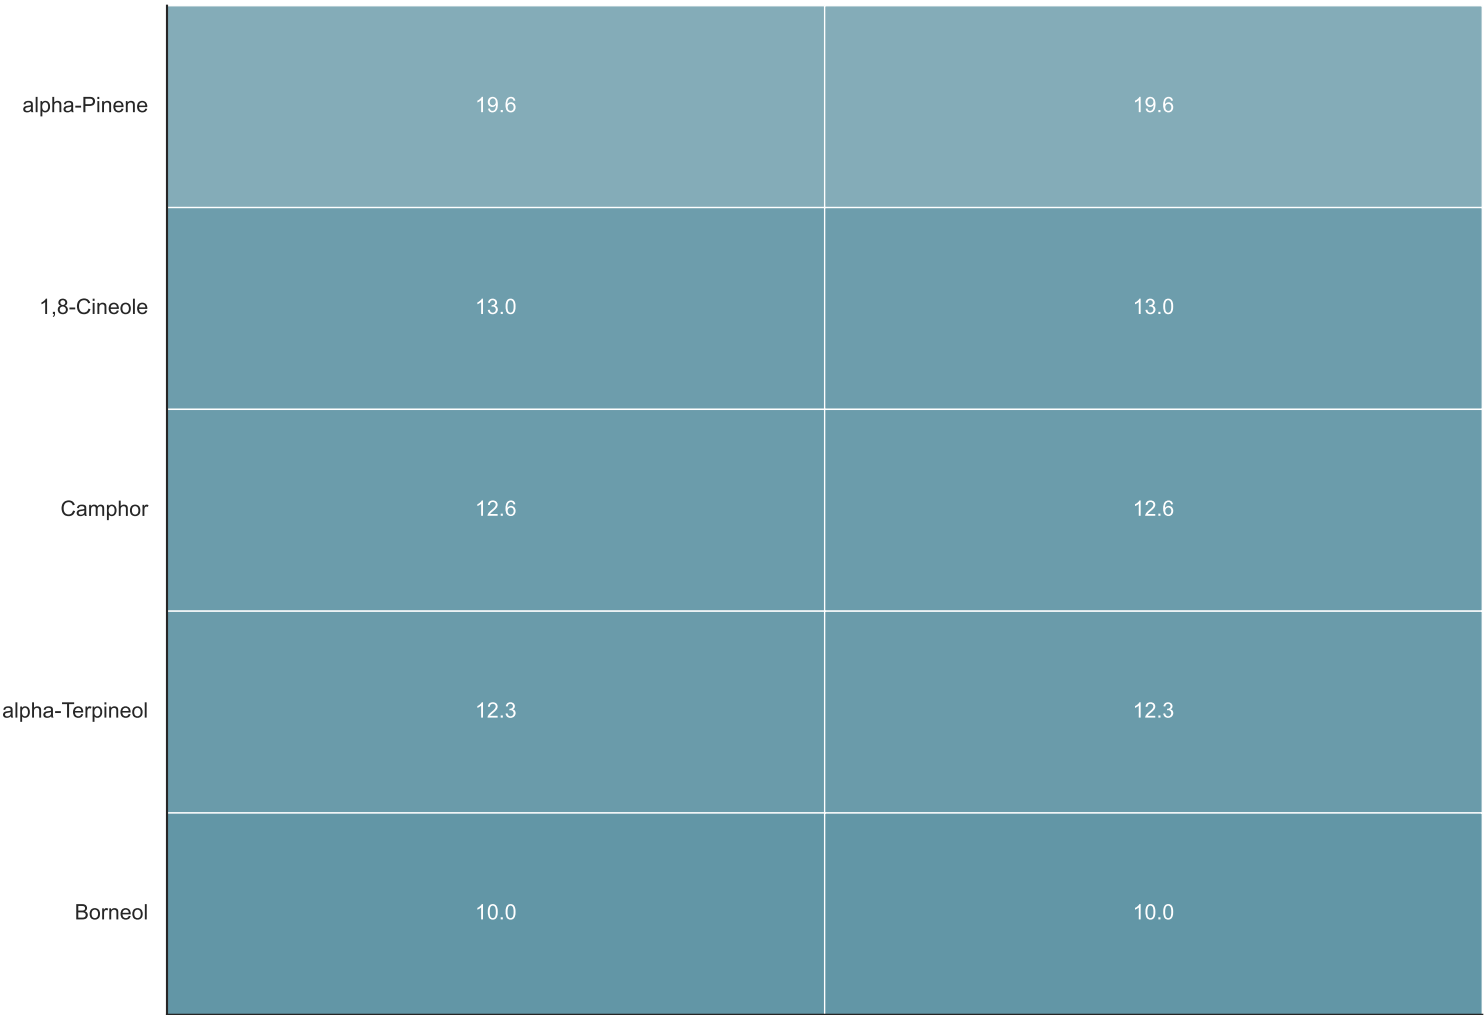 alpha-Pinene 19.6 19.6
1,8-Cineole 13.0 13.0
Camphor 12.6 12.6
alpha-Terpineol 12.3 12.3
Borneol 10.0 10.0